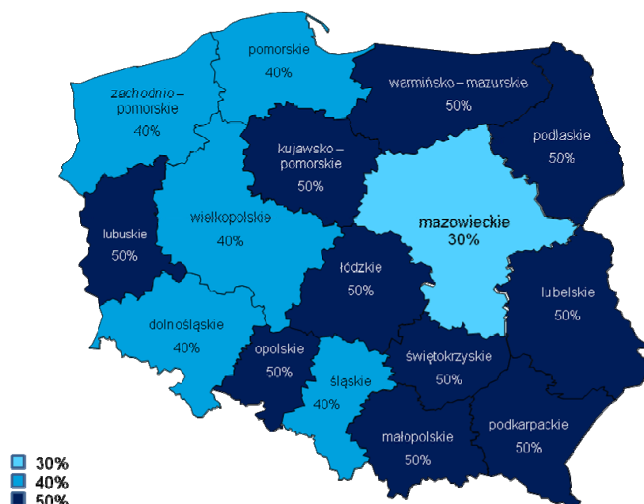 pomorskie
40%
zachodnio –
pomorskie
40%
warmińsko – mazurskie
50%
podlaskie
50%
kujawsko –
pomorskie
50%
mazowieckie
30%
wielkopolskie
40%
lubuskie
50%
łódzkie
50%
lubelskie
50%
dolnośląskie
40%
opolskie
50%
śląskie
40%
świętokrzyskie
50%
małopolskie
50%
podkarpackie
50%
30%
40%
50%